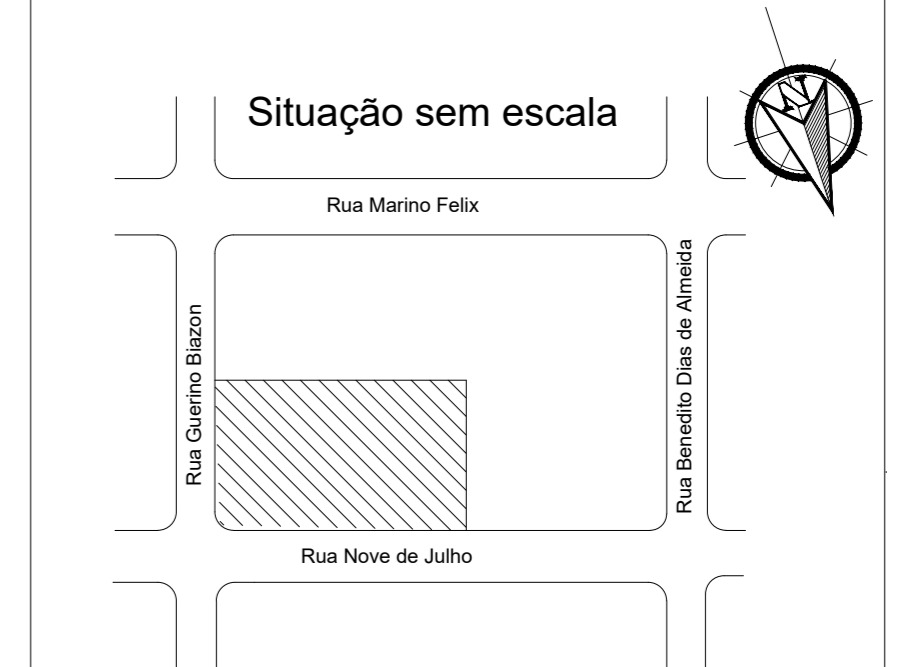 Situação sem escala
N
Rua Marino Felix
Rua Guerino Biazon
Rua Benedito Dias de Almeida
Rua Nove de Julho